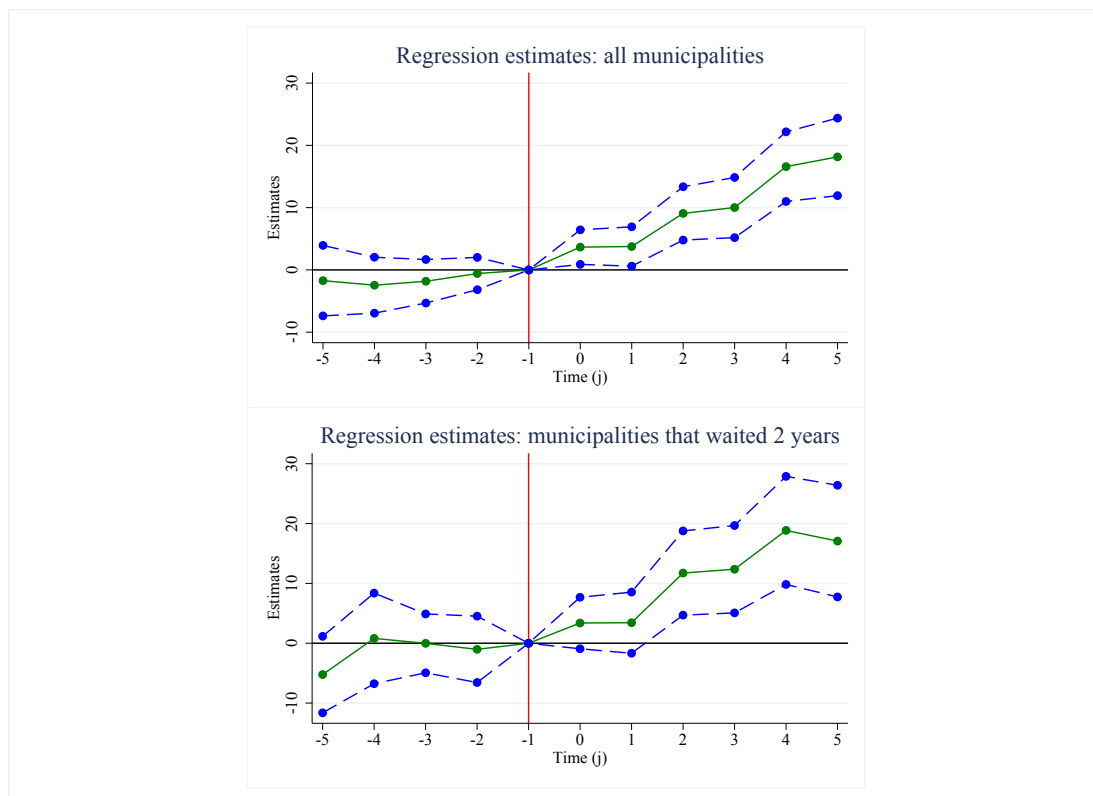 Regression estimates: all municipalities
30
20
10
0
-10
Estimates
-5 -4 -3 -2 -1 0 1 2 3 4 5
Time (j)
Regression estimates: municipalities that waited 2 years
30
20
10
0
-10
Estimates
-5 -4 -3 -2 -1 0 1 2 3 4 5
Time (j)